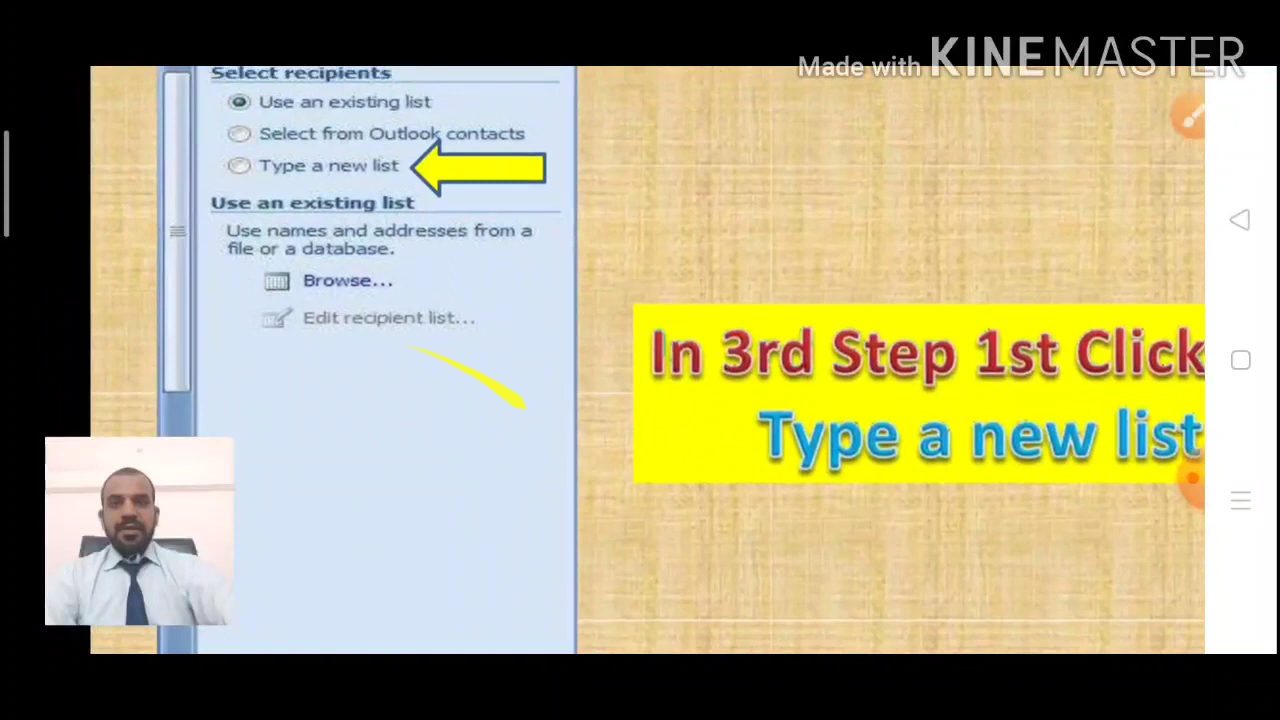 Made with KINEMASTER
Select recipients
Use an existing list
Select from Outlook contacts
Type a new list
Use an existing list
Use names and addresses from a
file or a database.
Browse...
Edit recipient list...
In 3rd Step 1st Click
Type a new list